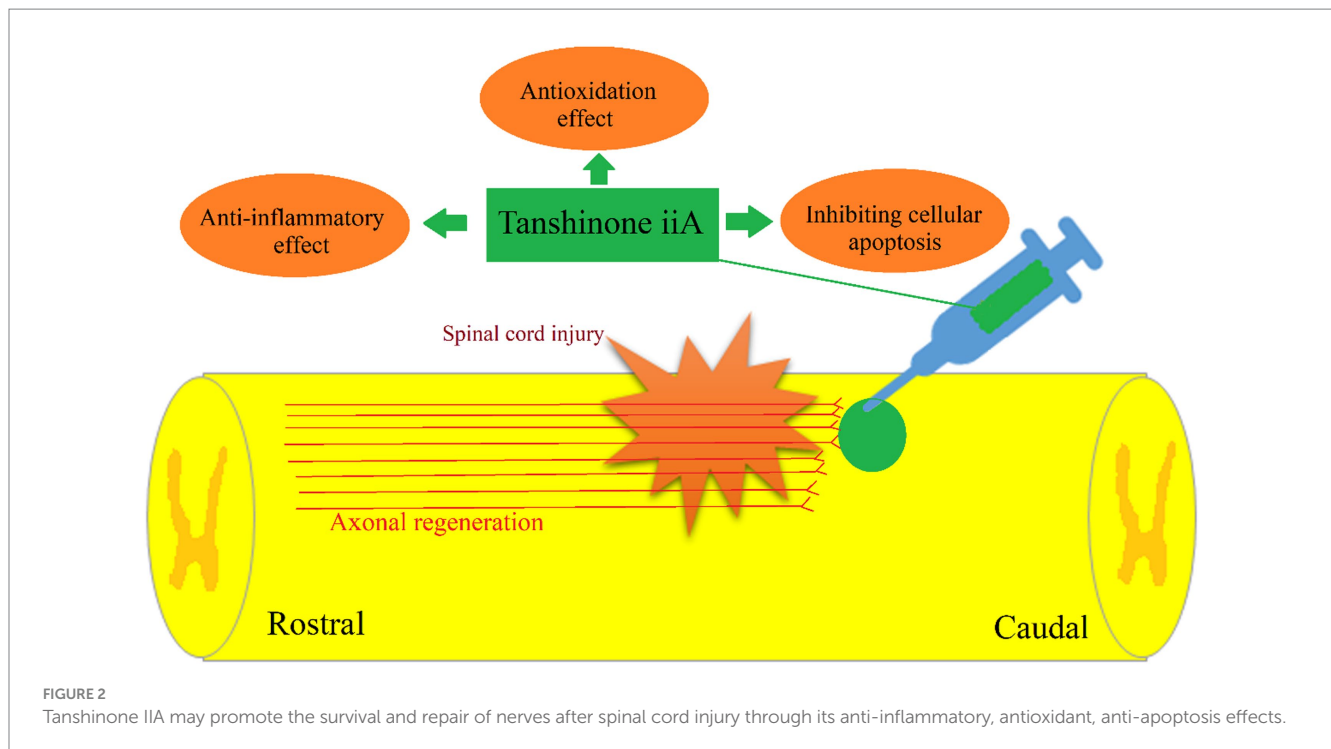 Antioxidation
effect
Anti-inflammatory
effect
Tanshinone iiA
Inhibiting cellular
apoptosis
Spinal cord injury
Axonal regeneration
Rostral
Caudal
FIGURE 2
Tanshinone IIA may promote the survival and repair of nerves after spinal cord injury through its anti-inflammatory, antioxidant, anti-apoptosis effects.